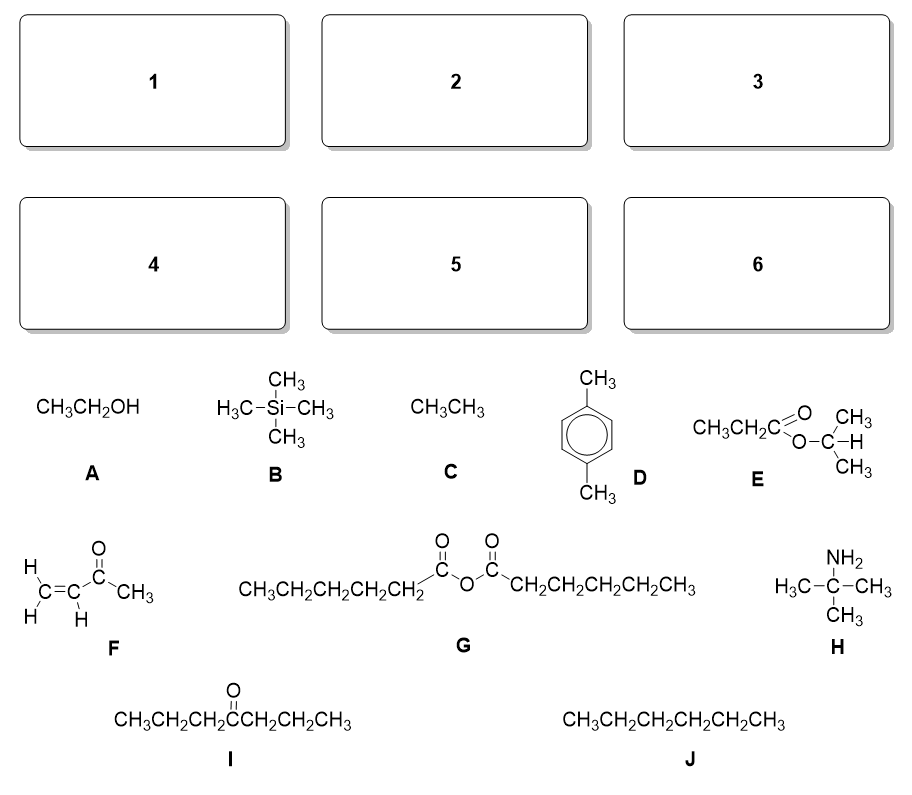 1 2 3
4 5 6
CH3CH2OH
A
CH3
H3C Si CH3
CH3
B
CH3CH3
C
CH3
CH3
D
CH3CH2C O
O C H
CH3
CH3
E
H
H
H
C C
C
O
CH3
F
O O
CH3CH2CH2CH2CH2 C O C CH2CH2CH2CH2CH3
G
NH2
H3C C CH3
CH3
H
O
CH3CH2CH2CCH2CH2CH3
I
CH3CH2CH2CH2CH2CH3
J